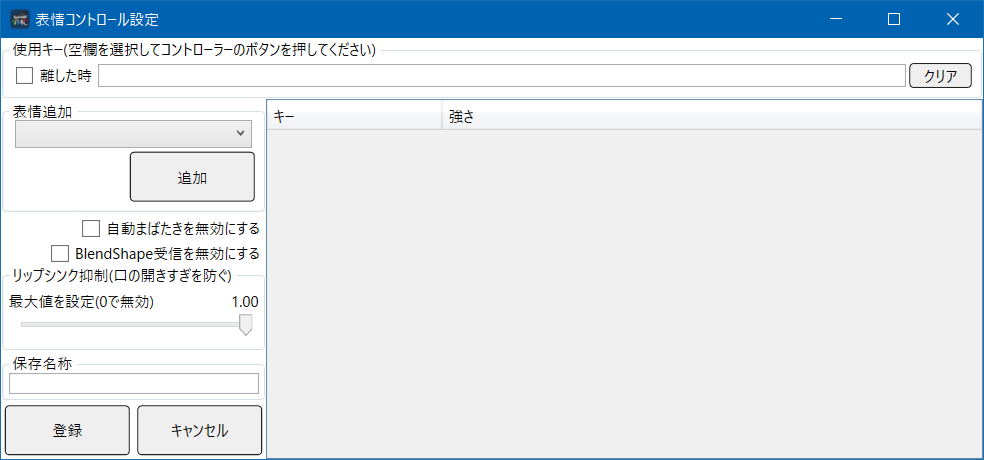 表情コントロール設定
使用キー(空欄を選択してコントローラーのボタンを押してください)
離した時
クリア
表情追加
追加
自動まばたきを無効にする
BlendShape受信を無効にする
リップシンク抑制(口の開きすぎを防ぐ)
最大値を設定(0で無効) 1.00
保存名称
登録 キャンセル
キー 強さ